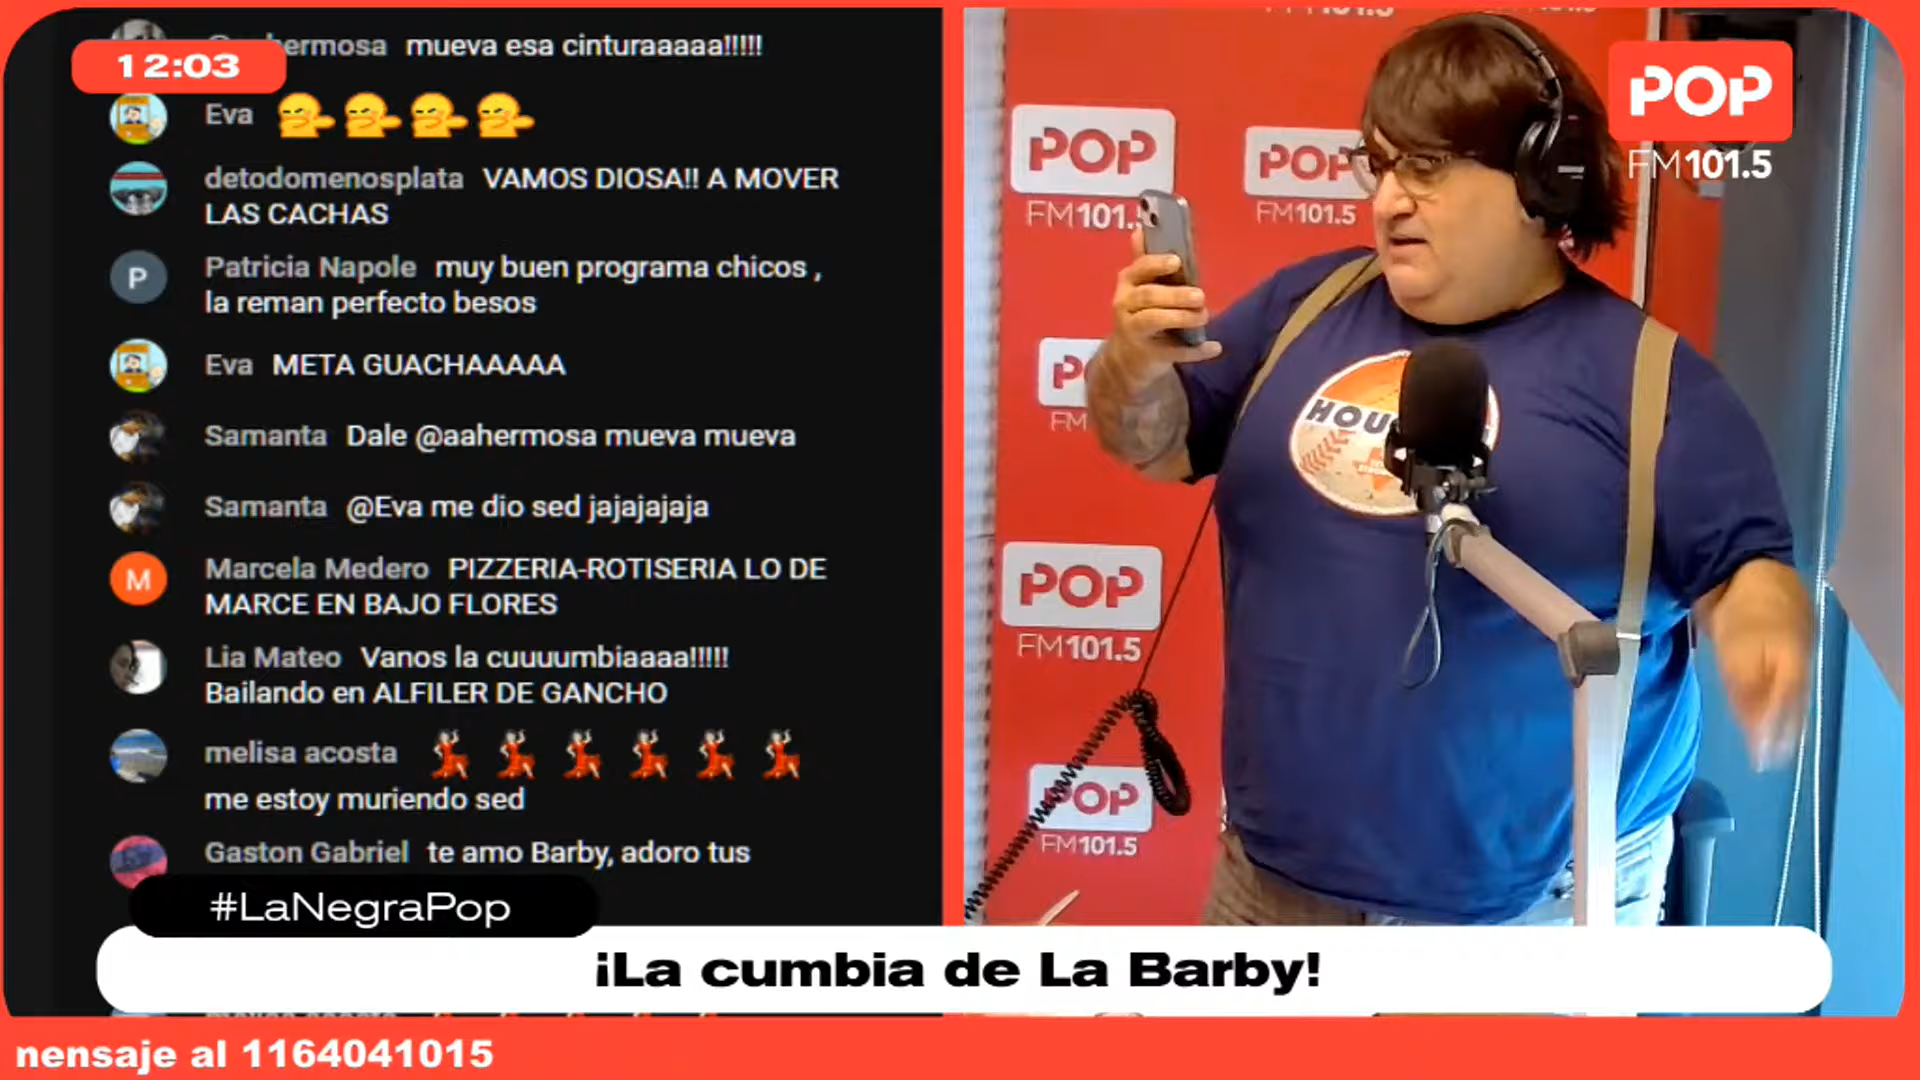 12:03
hermosa mueva esa cinturaaaaa!!!!!
Eva
detodomenosplata VAMOS DIOSA!! A MOVER
LAS CACHAS
P
Patricia Napole muy buen programa chicos ,
la reman perfecto besos
Eva META GUACHAAAAA
Samanta Dale @aahermosa mueva mueva
Samanta @Eva me dio sed jajajajaja
M
Marcela Medero PIZZERIA-ROTISERIA LO DE
MARCE EN BAJO FLORES
Lia Mateo Vanos la cuuuumbiaaaa!!!!!
Bailando en ALFILER DE GANCHO
melisa acosta
me estoy muriendo sed
Gaston Gabriel te amo Barby, adoro tus
#LaNegraPop
¡La cumbia de La Barby!
nensaje al 1164041015
POP
FM101.5
POP
FM101.
POP
FM101.5
FM
POP
FM101.5
POP
FM101.5
HOU